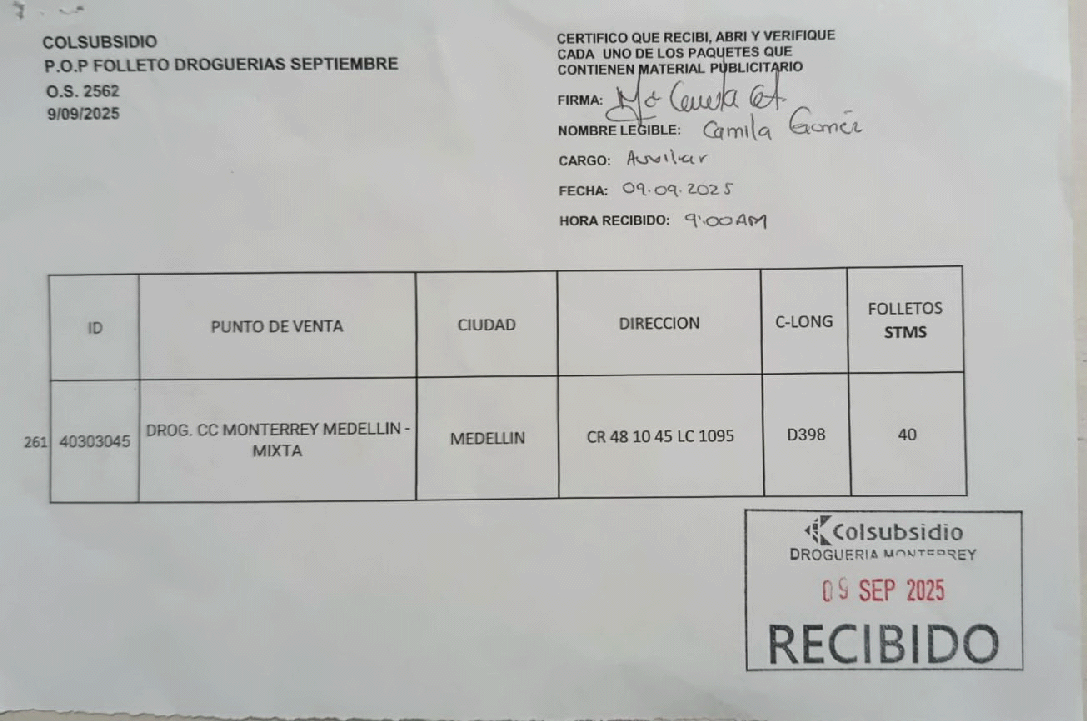 COLSUBSIDIO
P.O.P FOLLETO DROGUERIAS SEPTIEMBRE
O.S. 2562
9/09/2025
CERTIFICO QUE RECIBI, ABRI Y VERIFIQUE
CADA UNO DE LOS PAQUETES QUE
CONTIENEN MATERIAL PUBLICITARIO
FIRMA:
NOMBRE LEGIBLE: Camila Gomez
CARGO: Auxiliar
FECHA: 09.09.2025
HORA RECIBIDO: 9:00AM
ID PUNTO DE VENTA CIUDAD DIRECCION C-LONG FOLLETOS
STMS
261 40303045 DROG. CC MONTERREY MEDELLIN - MEDELLIN CR 48 10 45 LC 1095 D398 40
MIXTA
Colsubsidio
DROGUERIA MONTERREY
09 SEP 2025
RECIBIDO